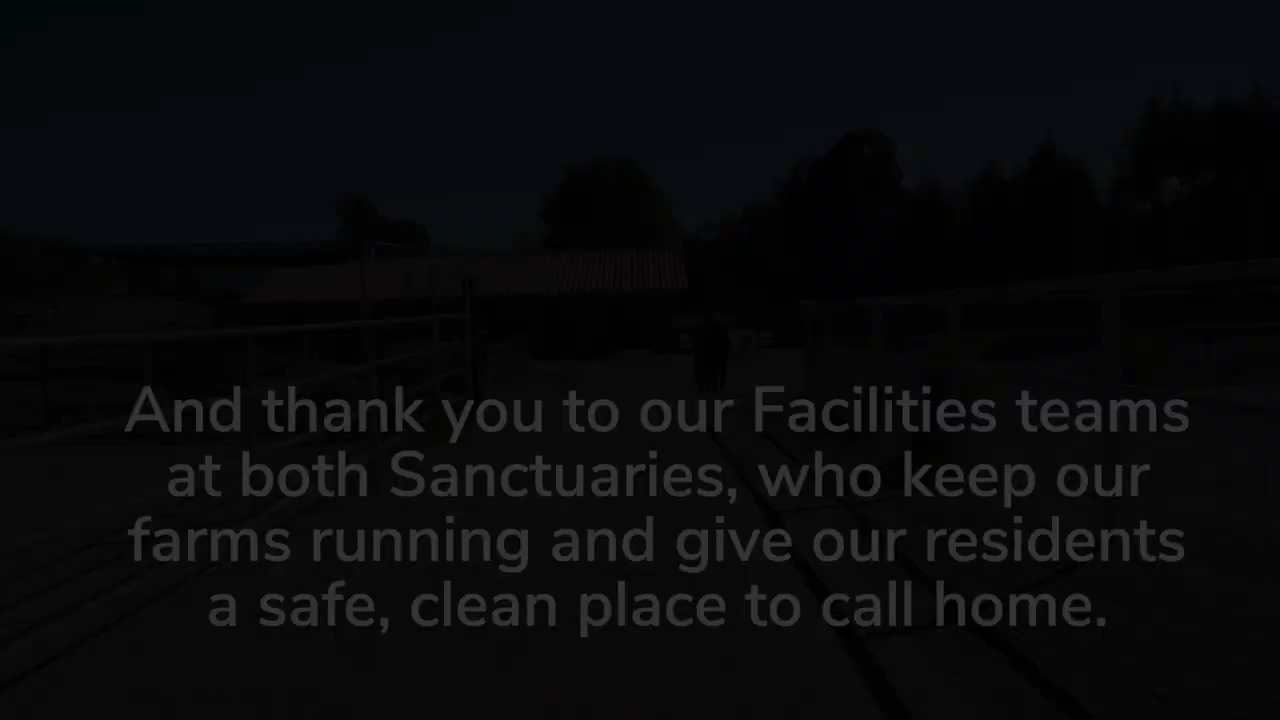 And thank you to our Facilities teams
at both Sanctuaries, who keep our
farms running and give our residents
a safe, clean place to call home.